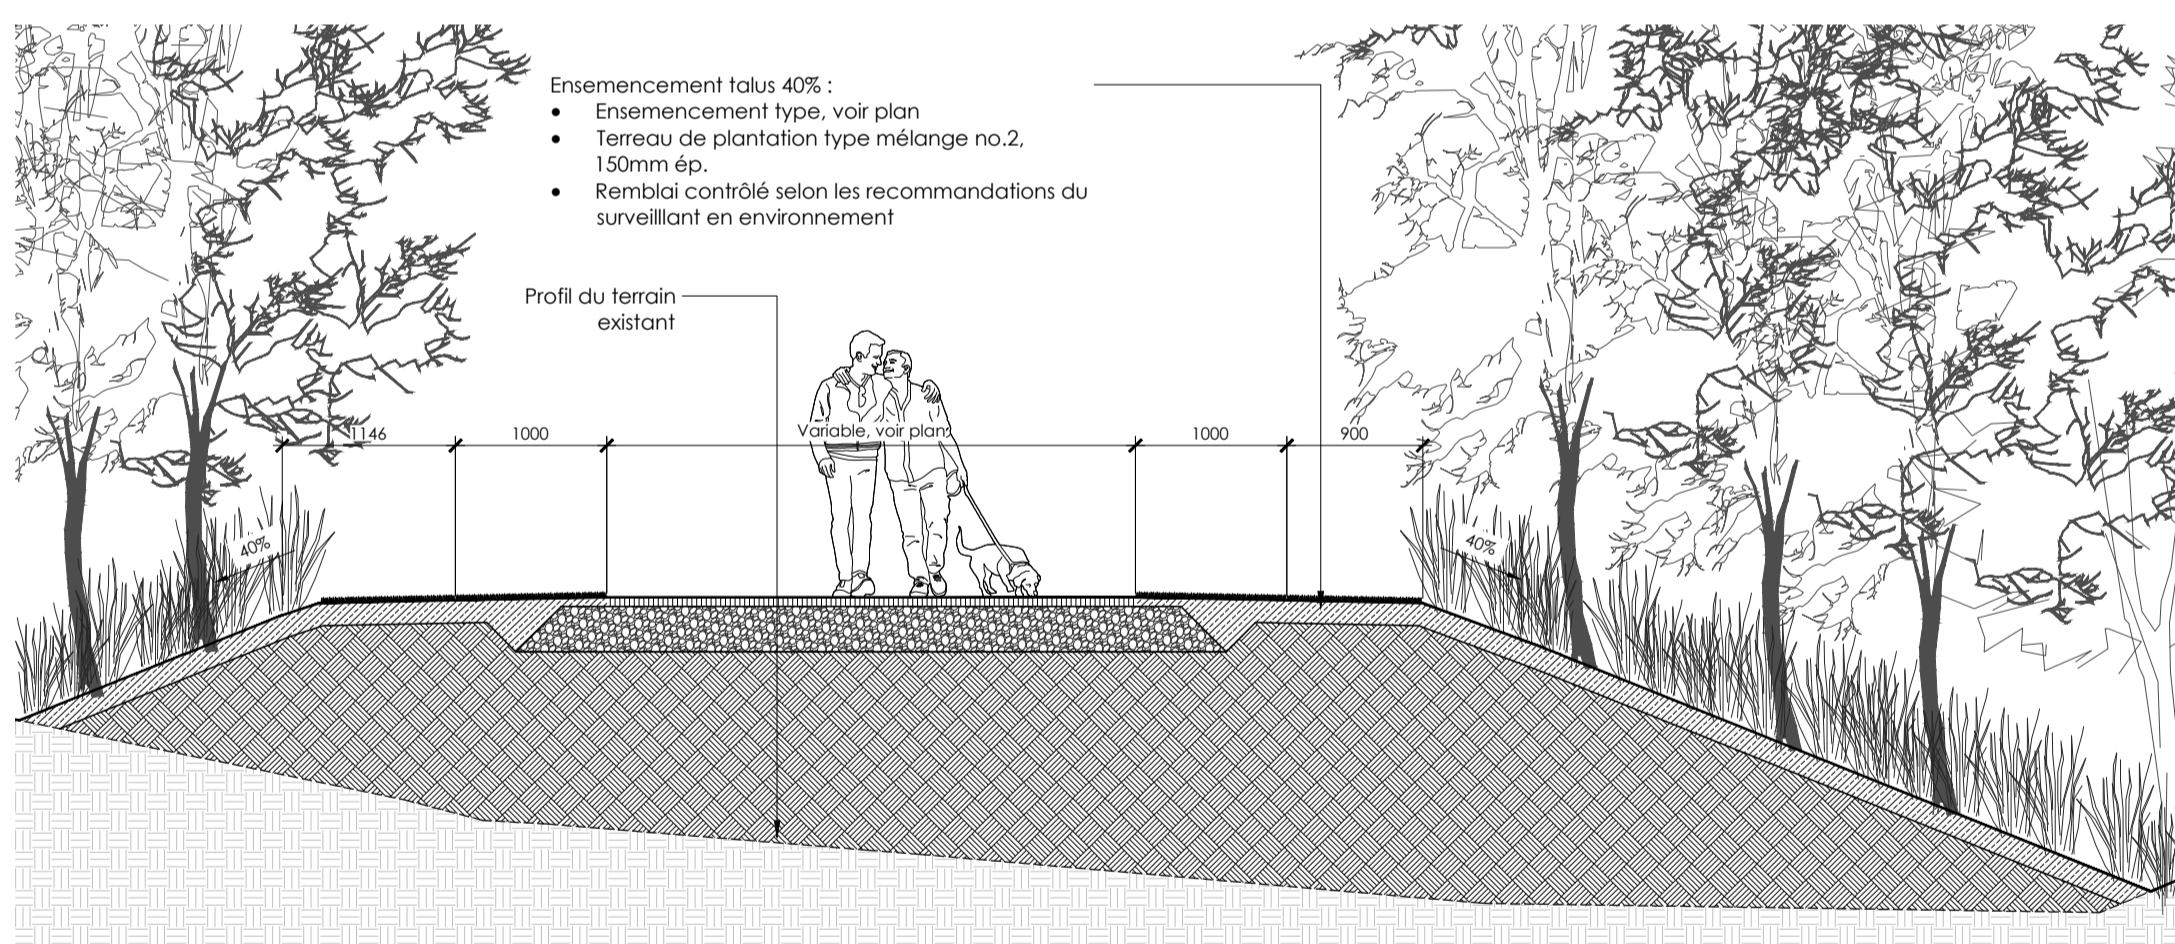 Ensemencement talus 40% :
• Ensemencement type, voir plan
• Terreau de plantation type mélange no.2,
150mm ép.
• Remblai contrôlé selon les recommandations du
surveilllant en environnement
Profil du terrain
existant
1146
1000
Variable, voir plan
1000
900
40%
40%